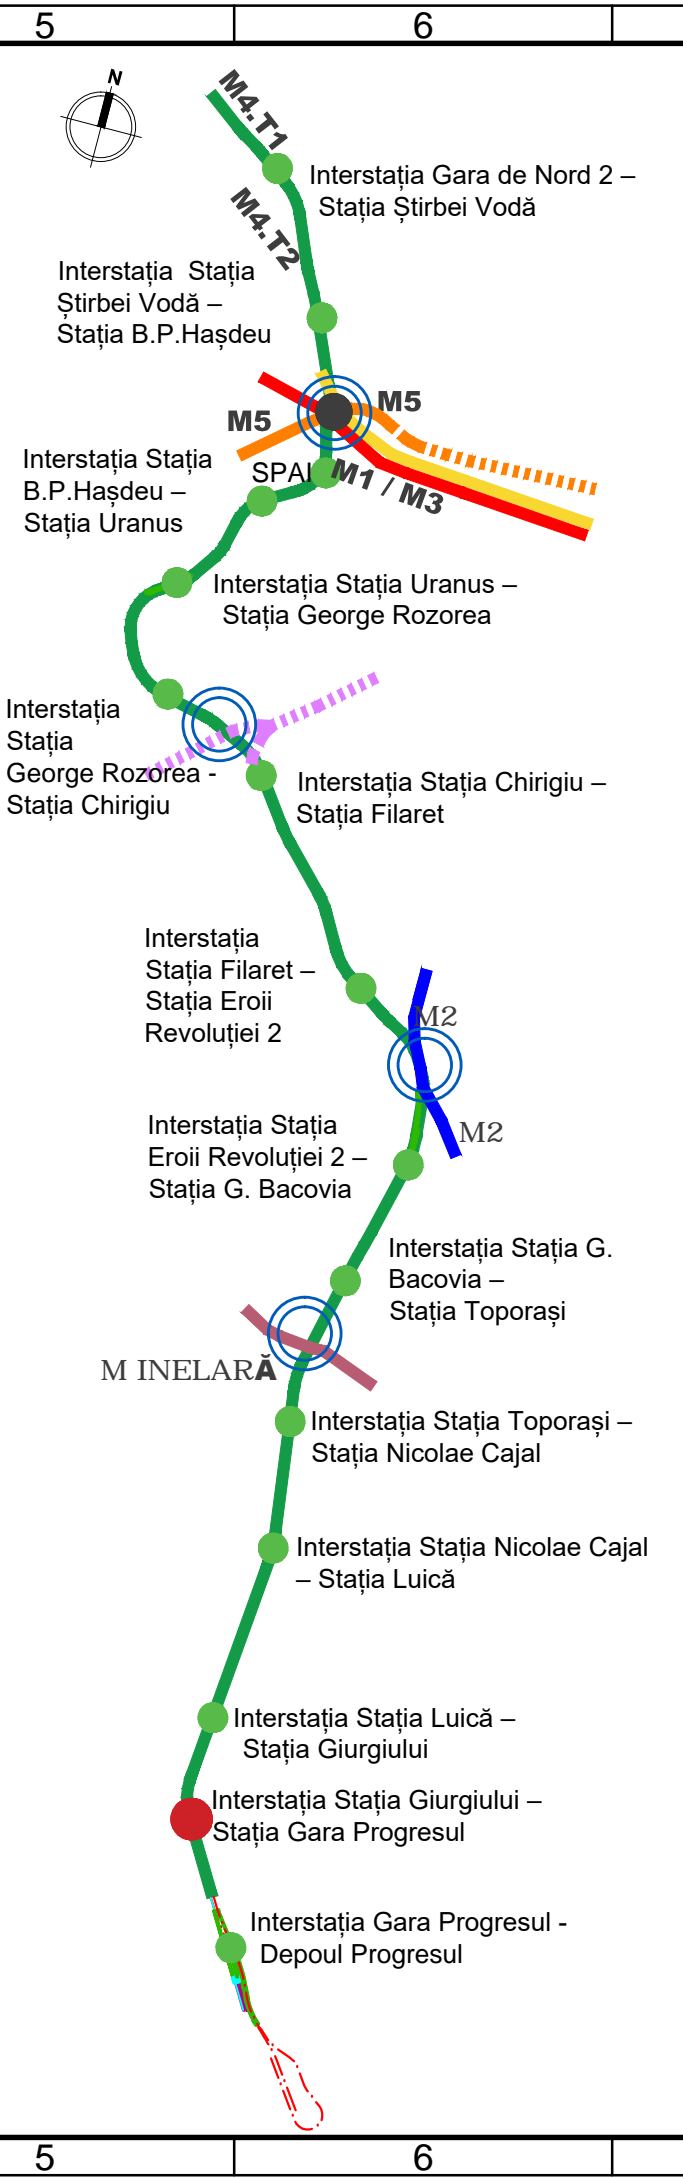 5 6
N
M4.T1
Interstația Gara de Nord 2 –
Stația Știrbei Vodă
M4.T2
Interstația Stația
Știrbei Vodă –
Stația B.P.Hașdeu
M5
M5
Interstația Stația
B.P.Hașdeu –
Stația Uranus
SPAI
M1 / M3
Interstația Stația Uranus –
Stația George Rozorea
Interstația
Stația
George Rozorea -
Stația Chirigiu
Interstația Stația Chirigiu –
Stația Filaret
Interstația
Stația Filaret –
Stația Eroii
Revoluției 2
M2
M2
Interstația Stația
Eroii Revoluției 2 –
Stația G. Bacovia
Interstația Stația G.
Bacovia –
Stația Toporași
M INELARĂ
Interstația Stația Toporași –
Stația Nicolae Cajal
Interstația Stația Nicolae Cajal
– Stația Luică
Interstația Stația Luică –
Stația Giurgiului
Interstația Stația Giurgiului –
Stația Gara Progresul
Interstația Gara Progresul -
Depoul Progresul
5 6